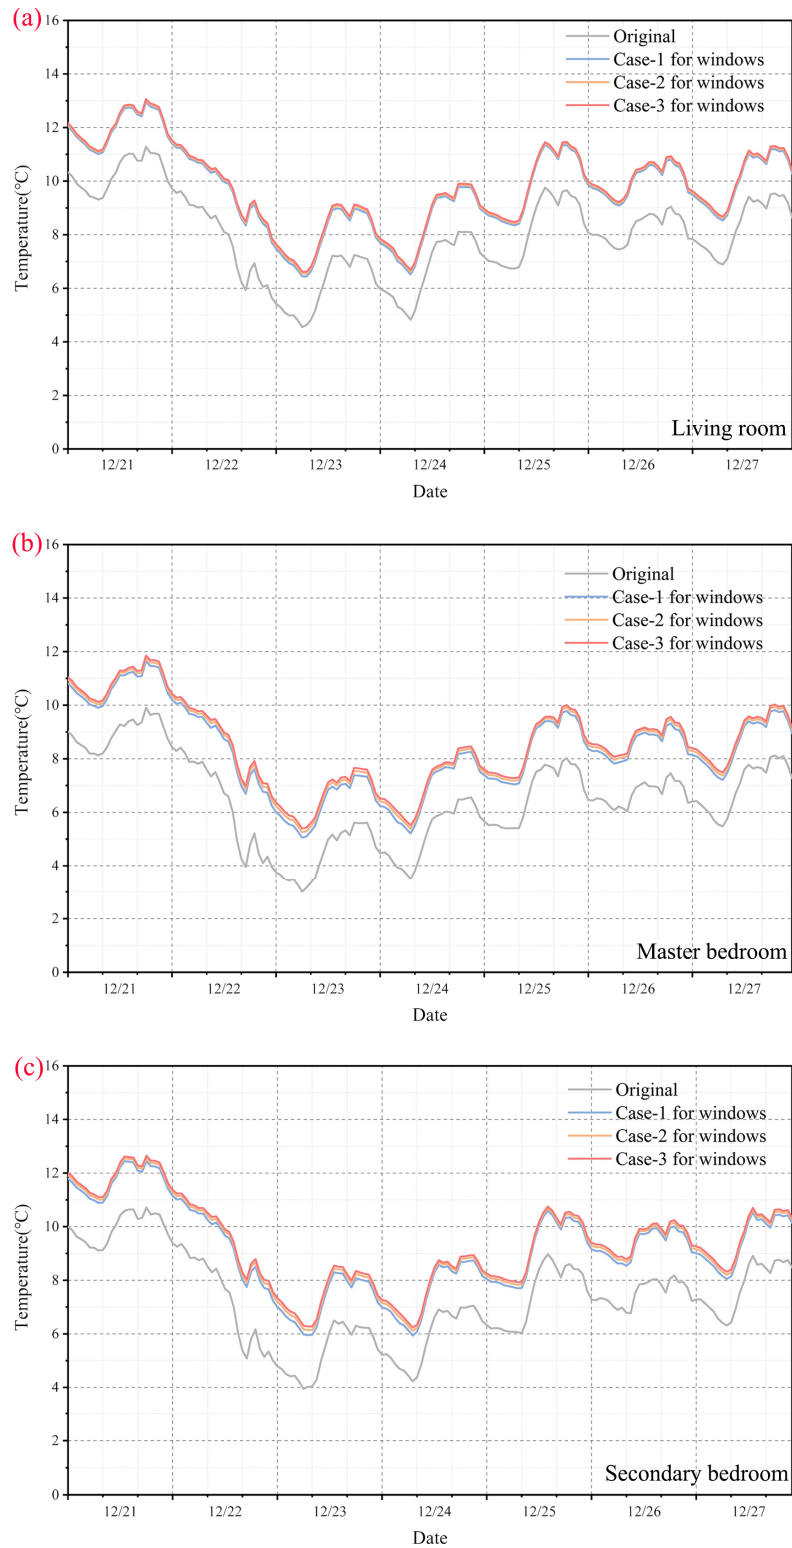 (a)
16
14
12
10
8
6
4
2
0
Temperature(℃)
Original
Case-1 for windows
Case-2 for windows
Case-3 for windows
Living room
12/21 12/22 12/23 12/24 12/25 12/26 12/27
Date
(b)
16
14
12
10
8
6
4
2
0
Temperature(℃)
Original
Case-1 for windows
Case-2 for windows
Case-3 for windows
Master bedroom
12/21 12/22 12/23 12/24 12/25 12/26 12/27
Date
(c)
16
14
12
10
8
6
4
2
0
Temperature(℃)
Original
Case-1 for windows
Case-2 for windows
Case-3 for windows
Secondary bedroom
12/21 12/22 12/23 12/24 12/25 12/26 12/27
Date